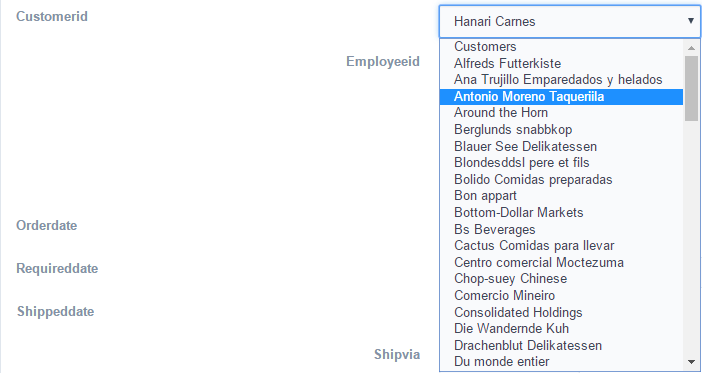 Customerid
Hanari Carnes
Employeeid
Customers
Alfreds Futterkiste
Ana Trujillo Emparedados y helados
Antonio Moreno Taqueriila
Around the Horn
Berglunds snabbkop
Blauer See Delikatessen
Blondesddsl pere et fils
Bolido Comidas preparadas
Bon appart
Bottom-Dollar Markets
Bs Beverages
Cactus Comidas para llevar
Centro comercial Moctezuma
Chop-suey Chinese
Comercio Mineiro
Consolidated Holdings
Die Wandernde Kuh
Drachenblut Delikatessen
Du monde entier
Orderdate
Requireddate
Shippeddate
Shipvia